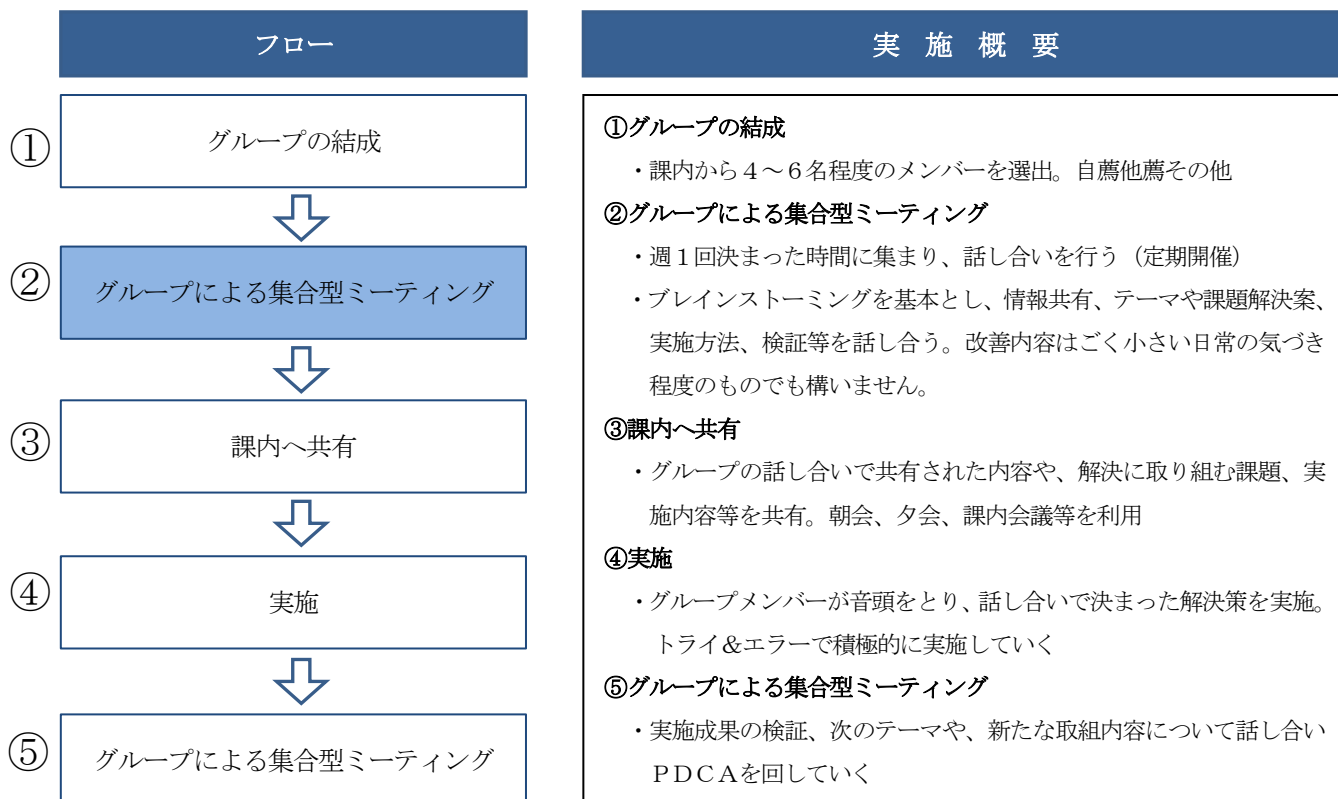 フロー
①
グループの結成
②
グループによる集合型ミーティング
③
課内へ共有
④
実施
⑤
グループによる集合型ミーティング
実 施 概 要
①グループの結成
・課内から４～６名程度のメンバーを選出。自薦他薦その他
②グループによる集合型ミーティング
・週１回決まった時間に集まり、話し合いを行う（定期開催）
・ブレインストーミングを基本とし、情報共有、テーマや課題解決案、
実施方法、検証等を話し合う。改善内容はごく小さい日常の気づき
程度のものでも構いません。
③課内へ共有
・グループの話し合いで共有された内容や、解決に取り組む課題、実
施内容等を共有。朝会、夕会、課内会議等を利用
④実施
・グループメンバーが音頭をとり、話し合いで決まった解決策を実施。
トライ＆エラーで積極的に実施していく
⑤グループによる集合型ミーティング
・実施成果の検証、次のテーマや、新たな取組内容について話し合い
ＰＤＣＡを回していく